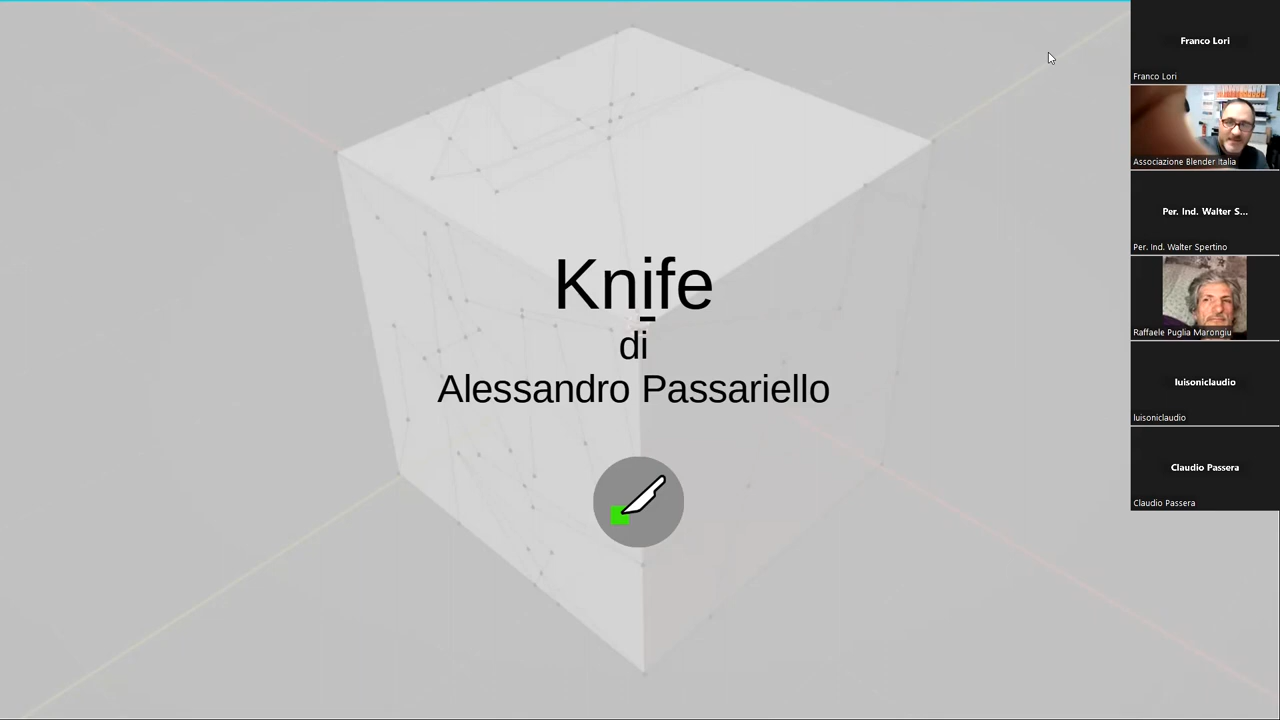 Knife
di
Alessandro Passariello
Franco Lori
Franco Lori
Associazione Blender Italia
Per. Ind. Walter S...
Per. Ind. Walter Spertino
Raffaele Puglia Marongiu
luisoniclaudio
luisoniclaudio
Claudio Passera
Claudio Passera